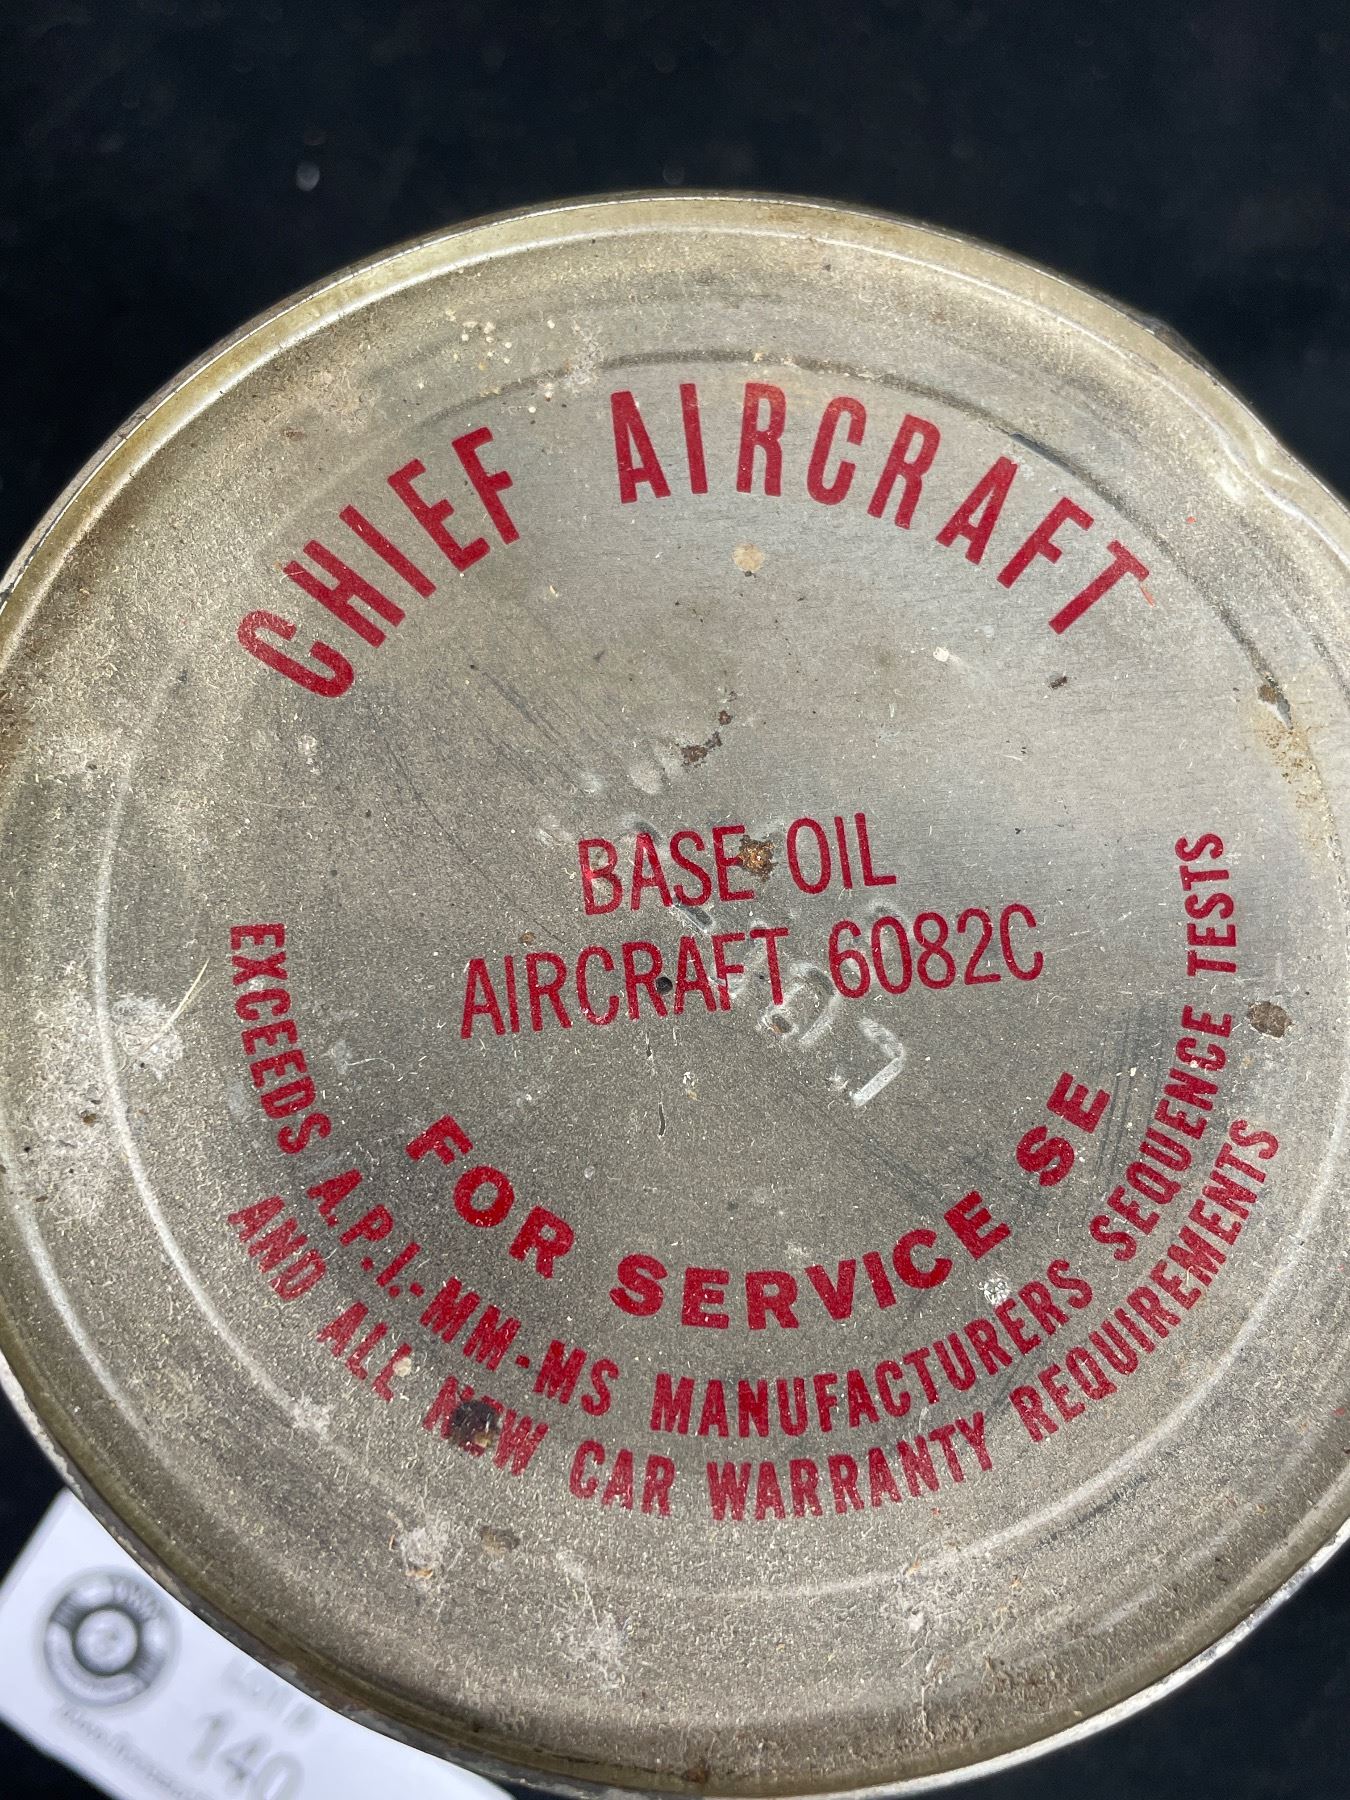 CHIEF AIRCRAFT
BASE OIL
AIRCRAFT 6082C
FOR SERVICE SE
EXCEEDS A.P.I.-MM-MS MANUFACTURERS SEQUENCE TESTS
AND ALL NEW CAR WARRANTY REQUIREMENTS
140